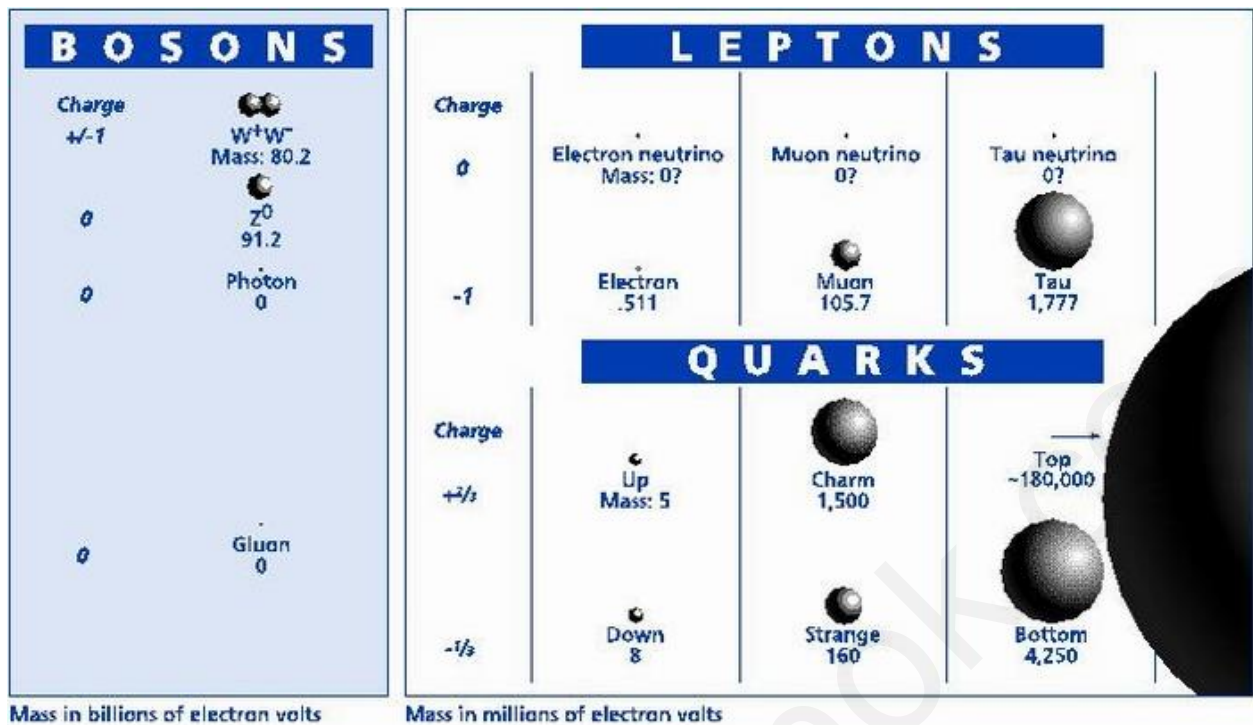 BOSONS
Charge
+/-1
W⁺W⁻
Mass: 80.2
0
Z⁰
91.2
0
Photon
0
0
Gluon
0
Mass in billions of electron volts
LEPTONS
Charge
0
Electron neutrino
Mass: 0?
Muon neutrino
0?
Tau neutrino
0?
-1
Electron
.511
Muon
105.7
Tau
1,777
QUARKS
Charge
+2/3
Up
Mass: 5
Charm
1,500
Top
~180,000
-1/3
Down
8
Strange
160
Bottom
4,250
Mass in millions of electron volts